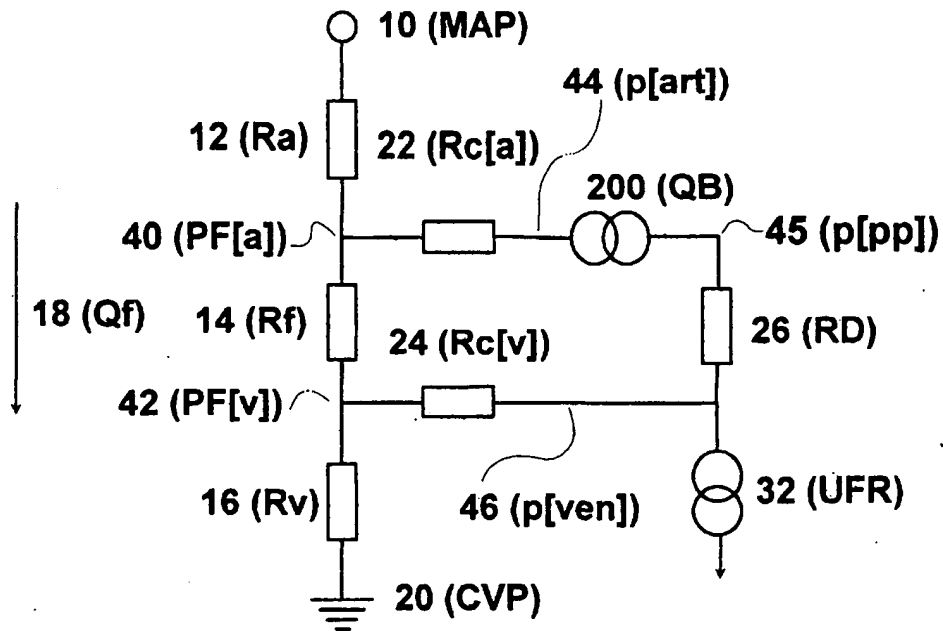 10 (MAP)
44 (p[art])
12 (Ra)
22 (Rc[a])
200 (QB)
40 (PF[a])
45 (p[pp])
18 (Qf)
14 (Rf)
24 (Rc[v])
26 (RD)
42 (PF[v])
16 (Rv)
46 (p[ven])
32 (UFR)
20 (CVP)